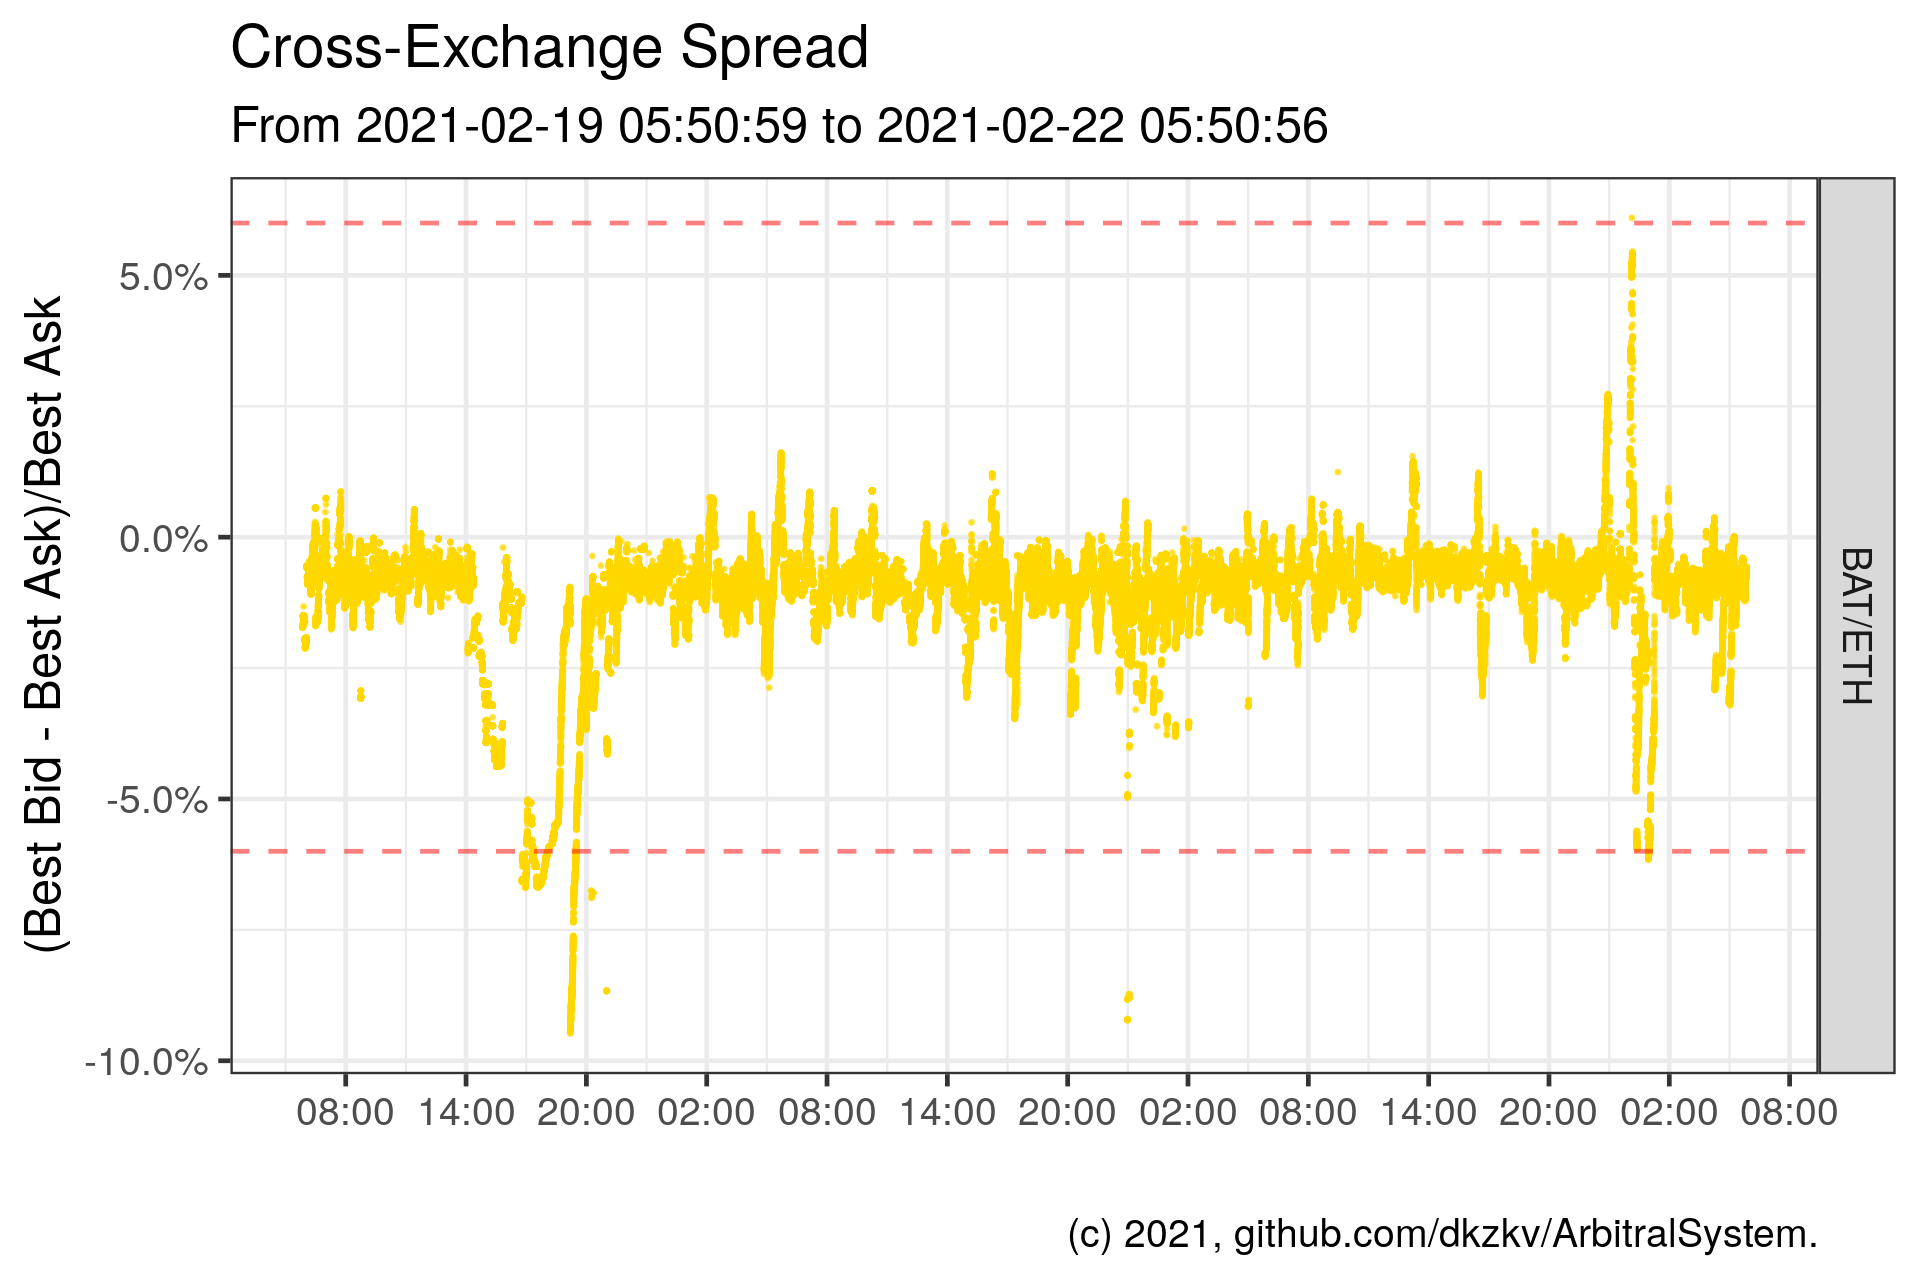 Cross-Exchange Spread
From 2021-02-19 05:50:59 to 2021-02-22 05:50:56
(Best Bid - Best Ask)/Best Ask
5.0%
0.0%
-5.0%
-10.0%
BAT/ETH
08:00 14:00 20:00 02:00 08:00 14:00 20:00 02:00 08:00 14:00 20:00 02:00 08:00
(c) 2021, github.com/dkzkv/ArbitralSystem.